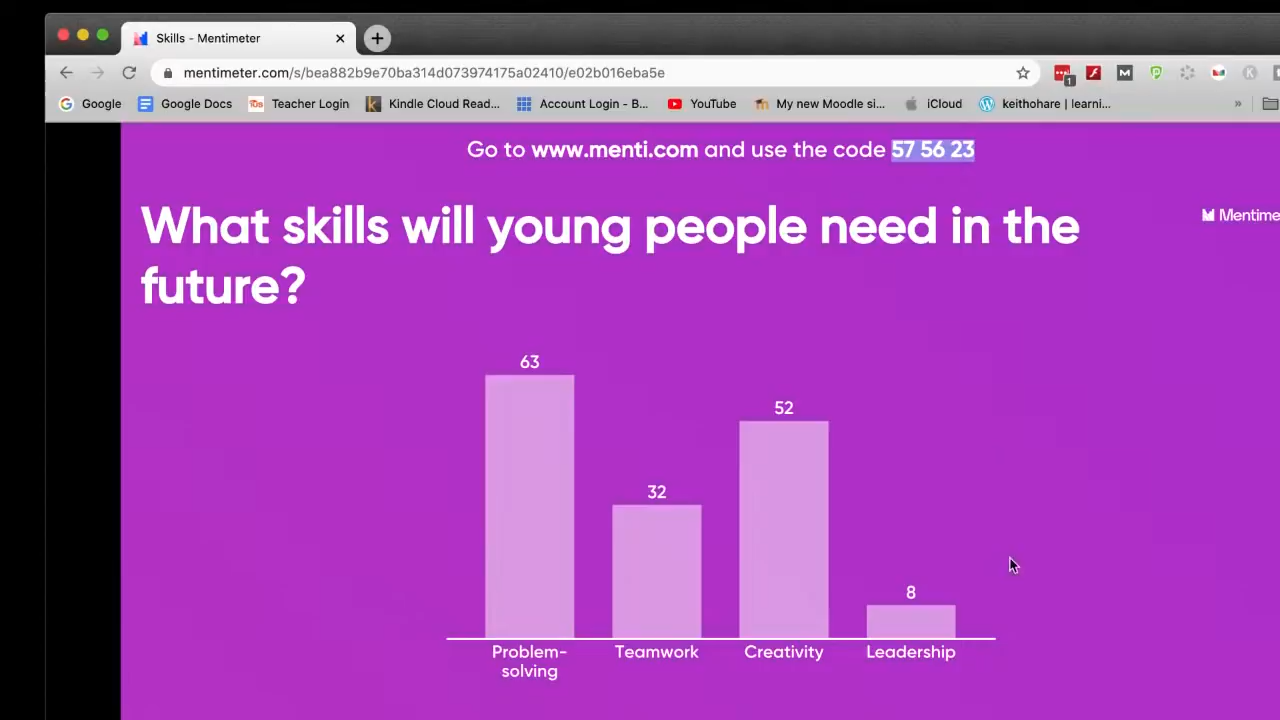 Skills - Mentimeter
mentimeter.com/s/bea882b9e70ba314d073974175a02410/e02b016eba5e
1
Google
Google Docs
Teacher Login
Kindle Cloud Read...
Account Login - B...
YouTube
My new Moodle si...
iCloud
keithohare | learni...
Go to www.menti.com and use the code 57 56 23
What skills will young people need in the
future?
Mentime
63
32
52
8
Problem-
solving
Teamwork
Creativity
Leadership